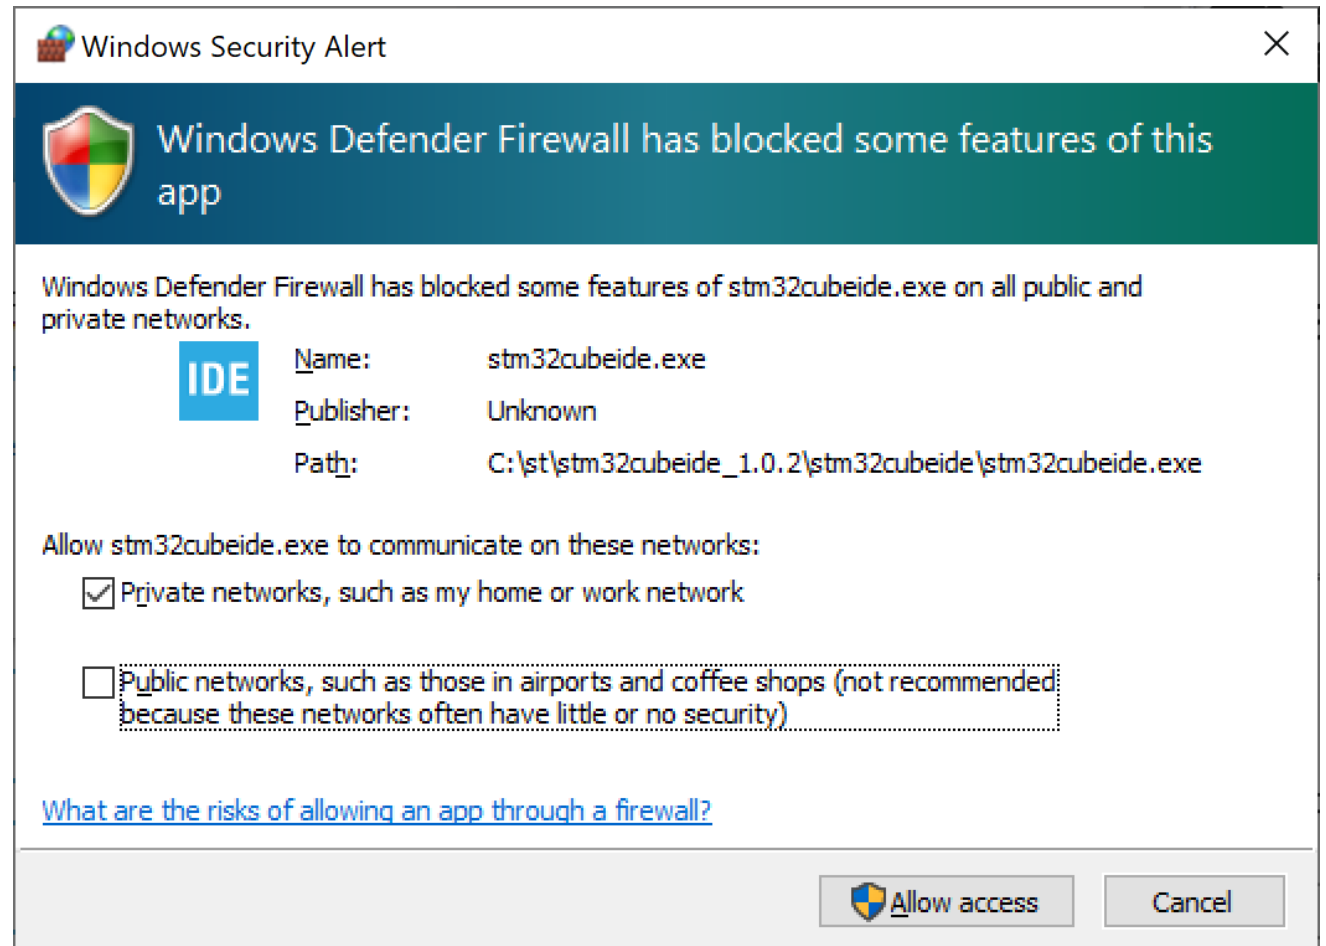 Windows Security Alert
Windows Defender Firewall has blocked some features of this
app
Windows Defender Firewall has blocked some features of stm32cubeide.exe on all public and
private networks.
IDE
Name: stm32cubeide.exe
Publisher: Unknown
Path: C:\st\stm32cubeide_1.0.2\stm32cubeide\stm32cubeide.exe
Allow stm32cubeide.exe to communicate on these networks:
Private networks, such as my home or work network
Public networks, such as those in airports and coffee shops (not recommended
because these networks often have little or no security)
What are the risks of allowing an app through a firewall?
Allow access Cancel